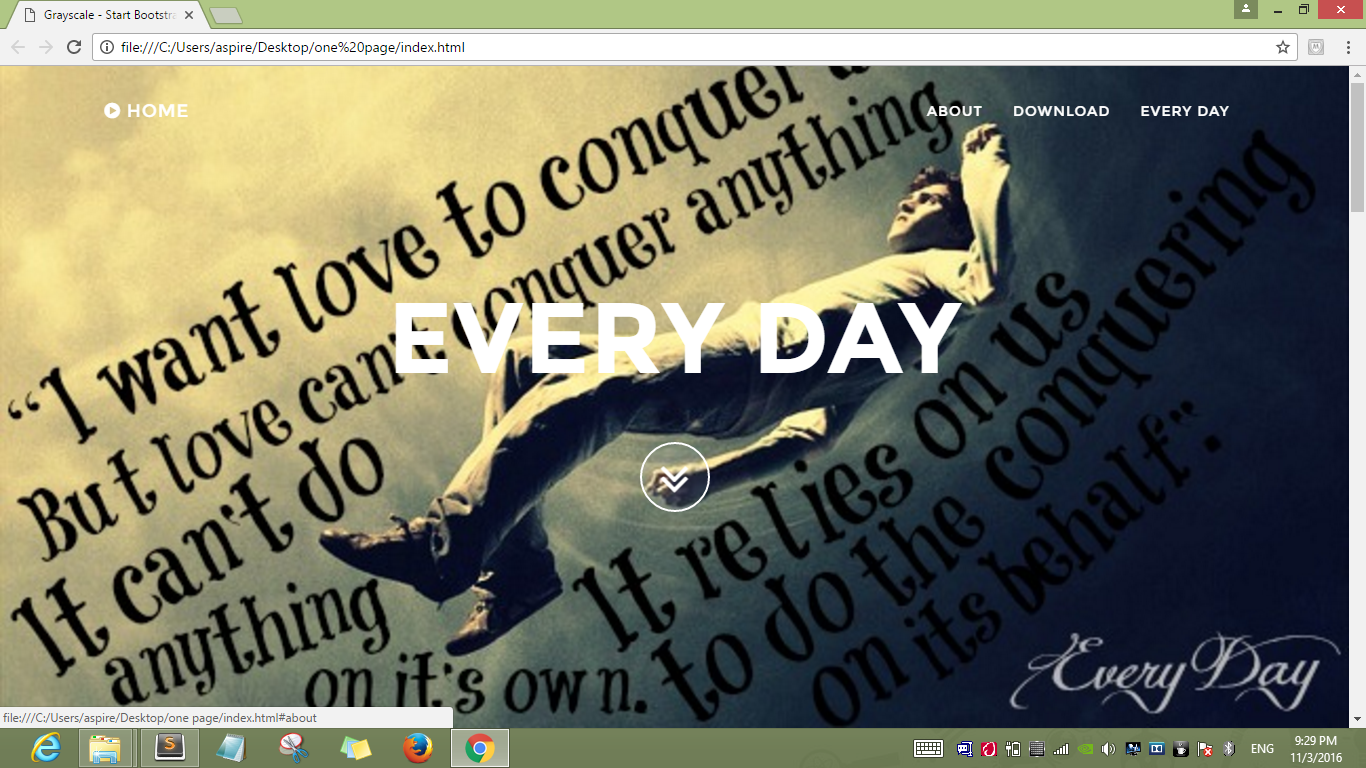 Grayscale - Start Bootstra
file:///C:/Users/aspire/Desktop/one%20page/index.html
HOME
ABOUT
DOWNLOAD
EVERY DAY
“I want love to conquer
But love can't conquer anything.
It can't do
anything
on it's own.
It relies on us
to do the conquering
on its behalf”.
EVERY DAY
Every Day
file:///C:/Users/aspire/Desktop/one page/index.html#about
ENG
9:29 PM
11/3/2016